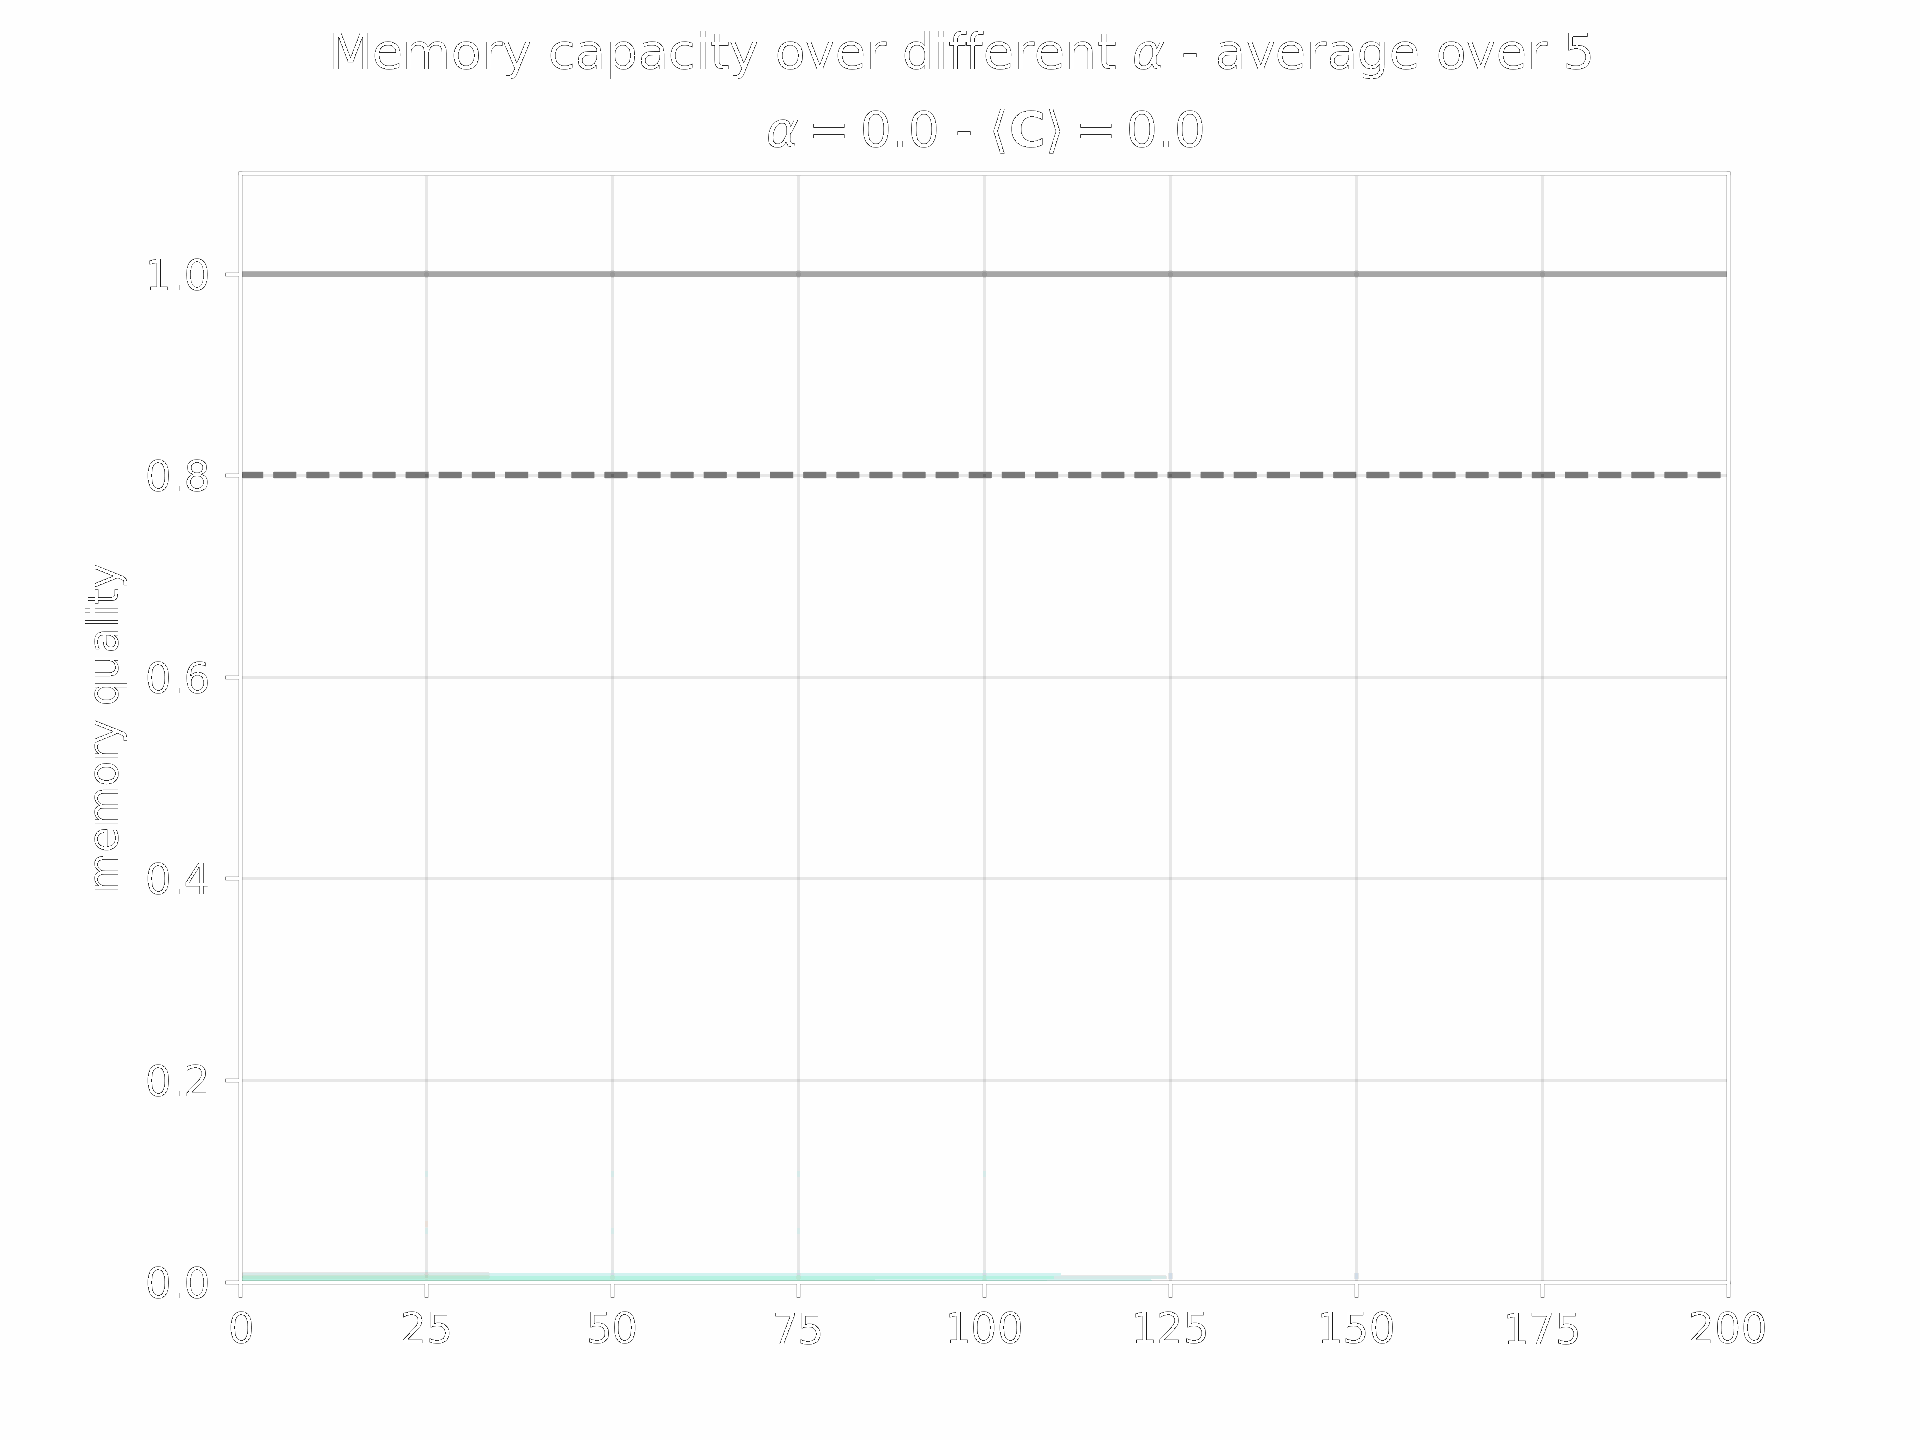 Memory capacity over different α - average over 5
α = 0.0 - ⟨C⟩ = 0.0
1.0
0.8
0.6
0.4
0.2
0.0
memory quality
0 25 50 75 100 125 150 175 200